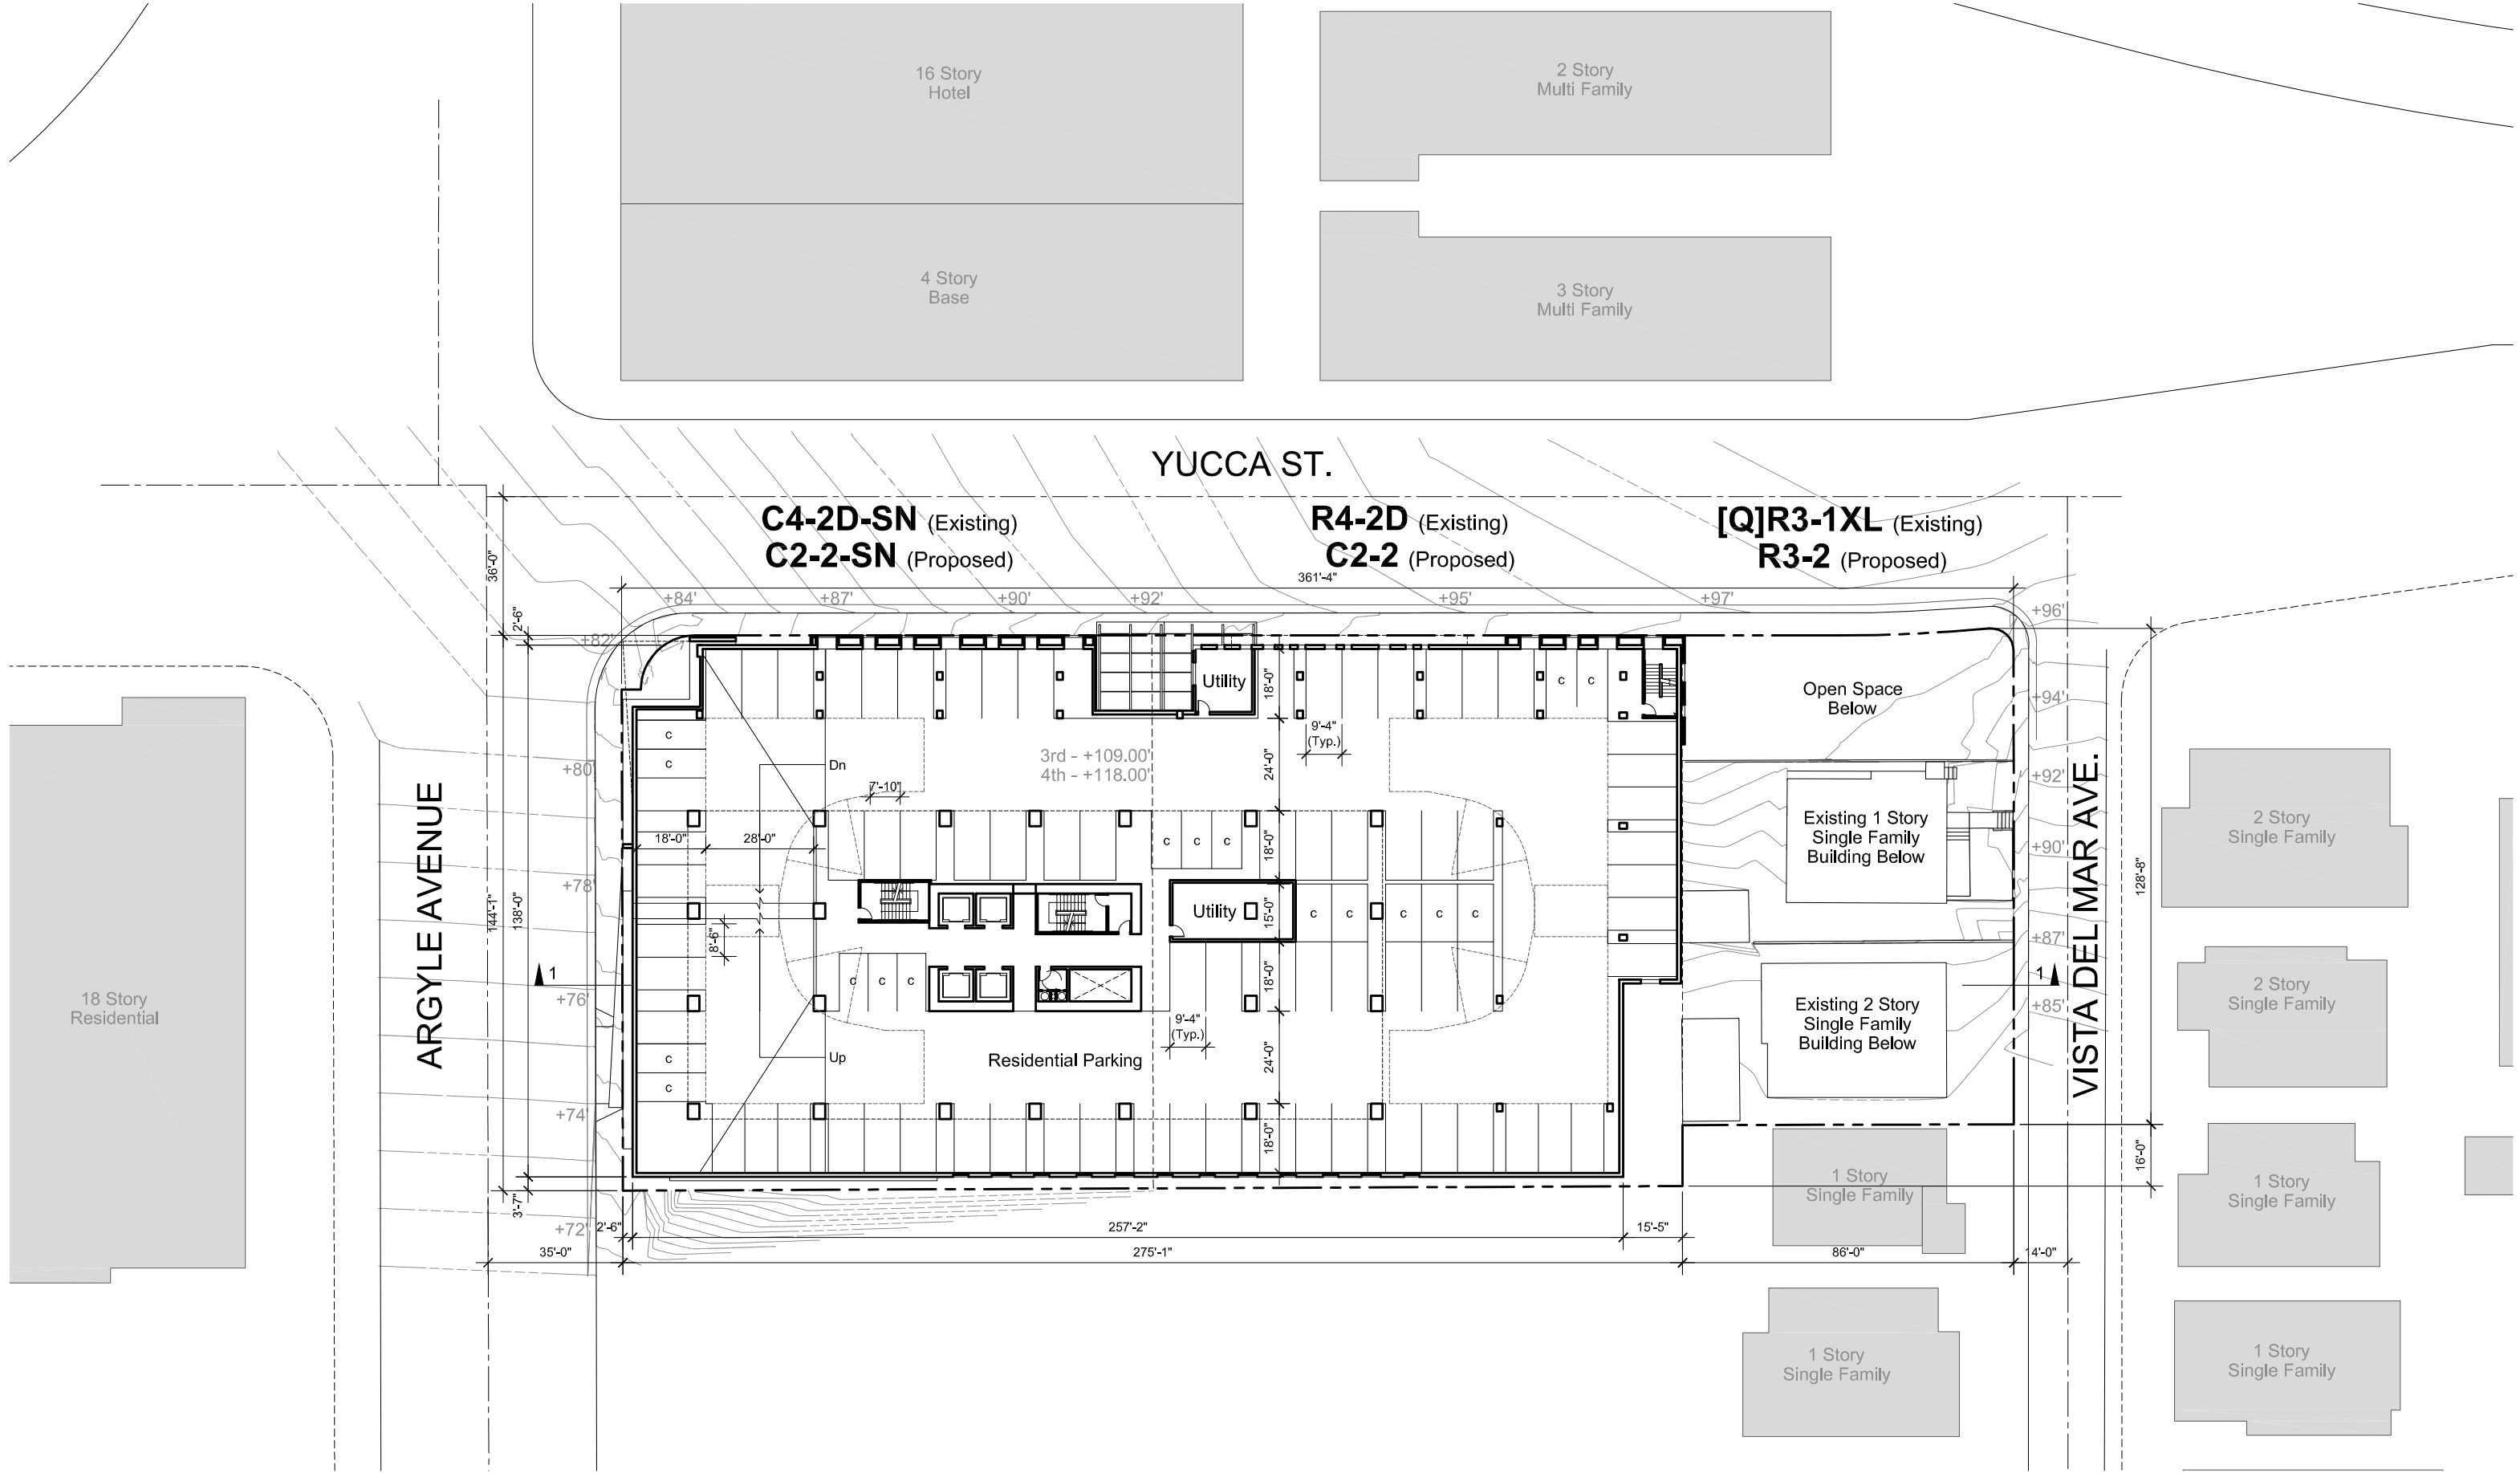 16 Story
Hotel
2 Story
Multi Family
4 Story
Base
3 Story
Multi Family
YUCCA ST.
C4-2D-SN (Existing)
C2-2-SN (Proposed)
R4-2D (Existing)
C2-2 (Proposed)
[Q]R3-1XL (Existing)
R3-2 (Proposed)
36'-0"
361'-4"
+84'
+87'
+90'
+92'
+95'
+97'
+96'
2'-6"
+82'
Utility
18'-0"
c
c
Open Space
Below
+94'
c
c
+80'
3rd - +109.00'
4th - +118.00'
9'-4"
(Typ.)
24'-0"
Dn
7'-10"
+92'
ARGYLE AVENUE
VISTA DEL MAR AVE.
18'-0"
28'-0"
c
c
c
18'-0"
Existing 1 Story
Single Family
Building Below
+90'
2 Story
Single Family
128'-8"
+78'
144'-1"
138'-0"
8'-6"
Utility
15'-0"
c
c
c
c
c
+87'
1
c
c
c
18'-0"
1
2 Story
Single Family
18 Story
Residential
+76'
Existing 2 Story
Single Family
Building Below
+85'
9'-4"
(Typ.)
24'-0"
Up
Residential Parking
c
c
+74'
18'-0"
16'-0"
1 Story
Single Family
1 Story
Single Family
3'-7"
+72'
2'-6"
257'-2"
15'-5"
35'-0"
275'-1"
86'-0"
14'-0"
1 Story
Single Family
1 Story
Single Family